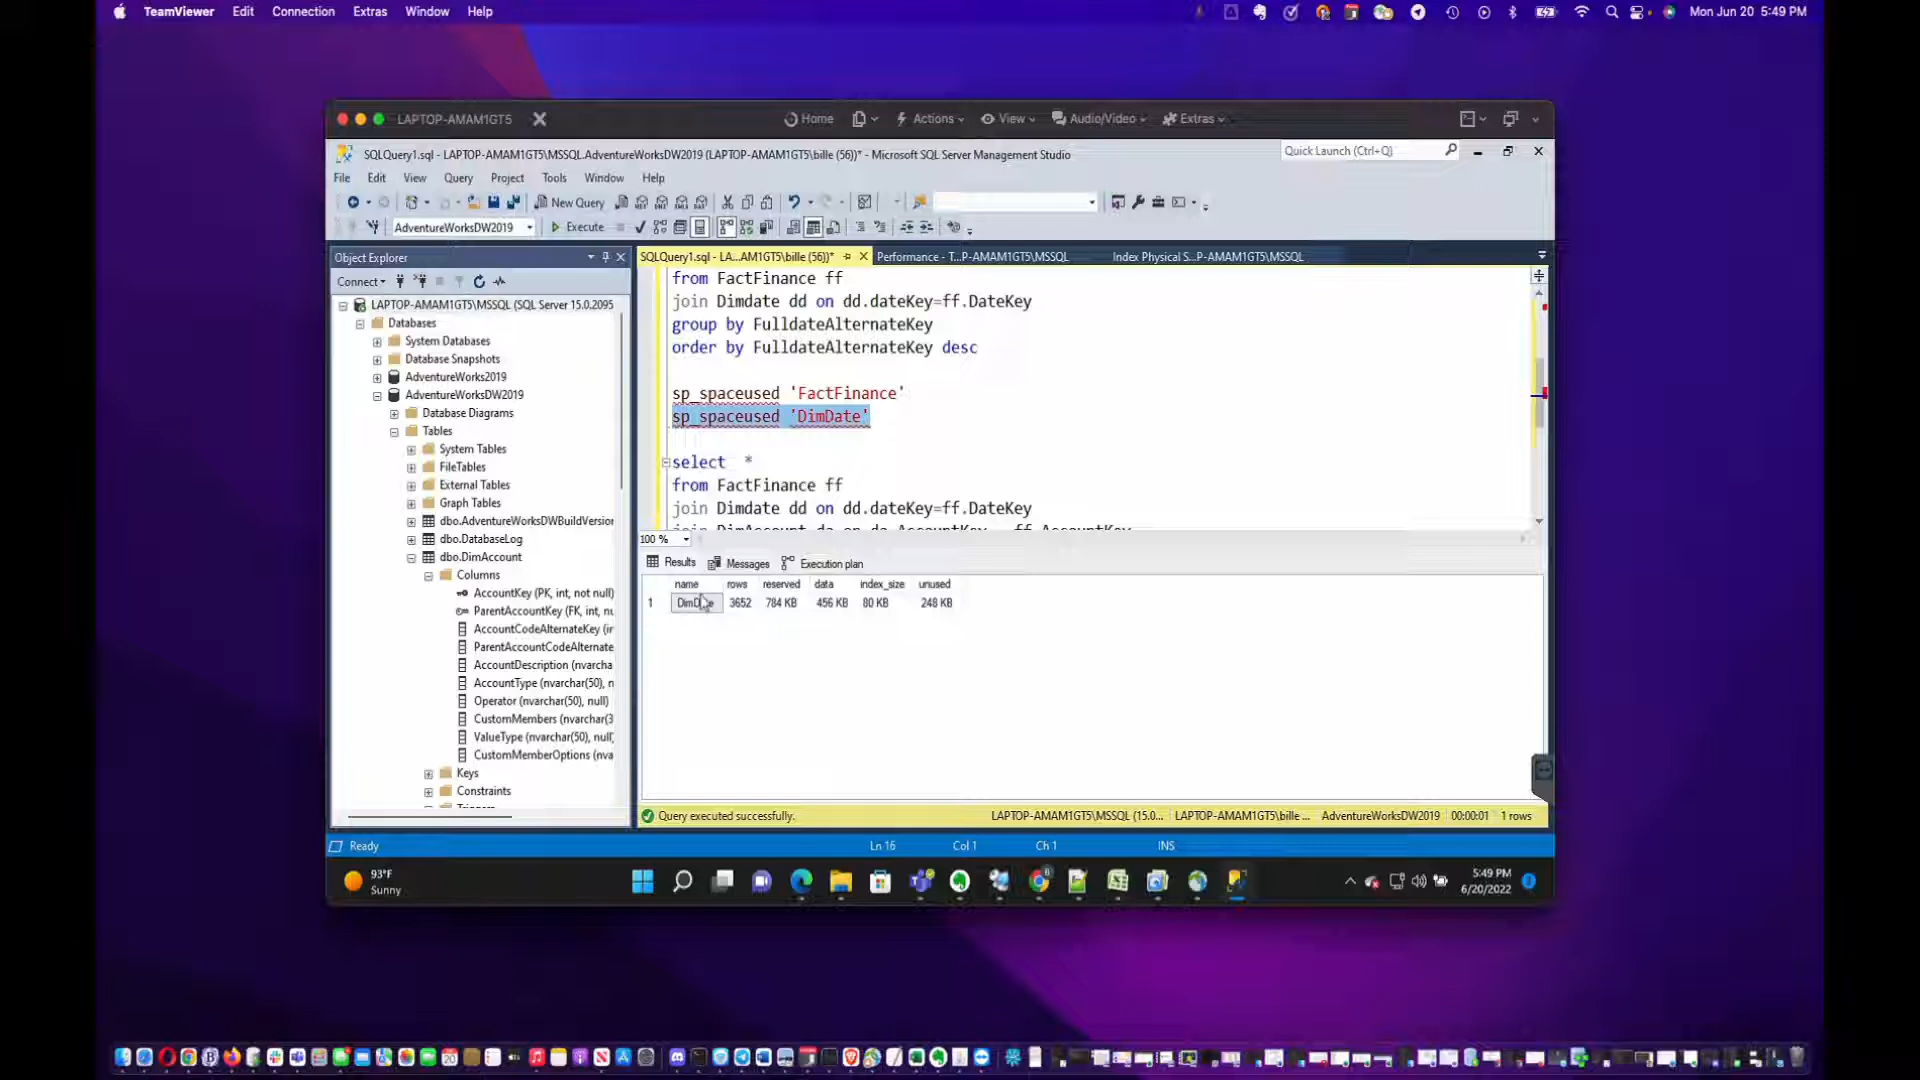 TeamViewer Edit Connection Extras Window Help Mon Jun 20 5:49 PM
LAPTOP-AMAM1GT5 Home Actions View Audio/Video Extras
SQLQuery1.sql - LAPTOP-AMAM1GT5\MSSQL.AdventureWorksDW2019 (LAPTOP-AMAM1GT5\bille (56))* - Microsoft SQL Server Management Studio Quick Launch (Ctrl+Q)
File Edit View Query Project Tools Window Help
New Query
AdventureWorksDW2019 Execute
Object Explorer
SQLQuery1.sql - LA...AM1GT5\bille (56))* Performance - T...P-AMAM1GT5\MSSQL Index Physical S...P-AMAM1GT5\MSSQL
Connect
LAPTOP-AMAM1GT5\MSSQL (SQL Server 15.0.2095
Databases
System Databases
Database Snapshots
AdventureWorks2019
AdventureWorksDW2019
Database Diagrams
Tables
System Tables
FileTables
External Tables
Graph Tables
dbo.AdventureWorksDWBuildVersion
dbo.DatabaseLog
dbo.DimAccount
Columns
AccountKey (PK, int, not null)
ParentAccountKey (FK, int, nu
AccountCodeAlternateKey (in
ParentAccountCodeAlternate
AccountDescription (nvarcha
AccountType (nvarchar(50), n
Operator (nvarchar(50), null)
CustomMembers (nvarchar(3
ValueType (nvarchar(50), null,
CustomMemberOptions (nva
Keys
Constraints
Triggers
from FactFinance ff
join Dimdate dd on dd.dateKey=ff.DateKey
group by FulldateAlternateKey
order by FulldateAlternateKey desc
sp_spaceused 'FactFinance'
sp_spaceused 'DimDate'
select *
from FactFinance ff
join Dimdate dd on dd.dateKey=ff.DateKey
join DimAccount da on da.AccountKey = ff.AccountKey
100 %
Results Messages Execution plan
name rows reserved data index_size unused
1 DimDate 3652 784 KB 456 KB 80 KB 248 KB
Query executed successfully. LAPTOP-AMAM1GT5\MSSQL (15.0... LAPTOP-AMAM1GT5\bille ... AdventureWorksDW2019 00:00:01 1 rows
Ready Ln 16 Col 1 Ch 1 INS
93°F
Sunny
5:49 PM
6/20/2022